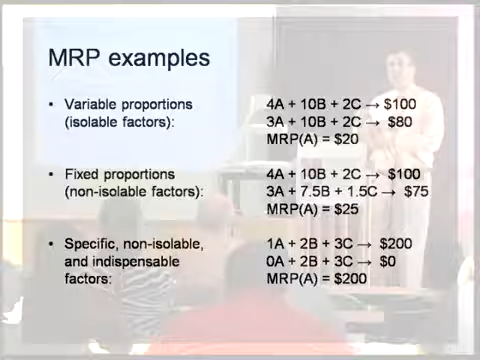 MRP examples
• Variable proportions (isolable factors):
4A + 10B + 2C → $100
3A + 10B + 2C → $80
MRP(A) = $20
• Fixed proportions (non-isolable factors):
4A + 10B + 2C → $100
3A + 7.5B + 1.5C → $75
MRP(A) = $25
• Specific, non-isolable, and indispensable factors:
1A + 2B + 3C → $200
0A + 2B + 3C → $0
MRP(A) = $200